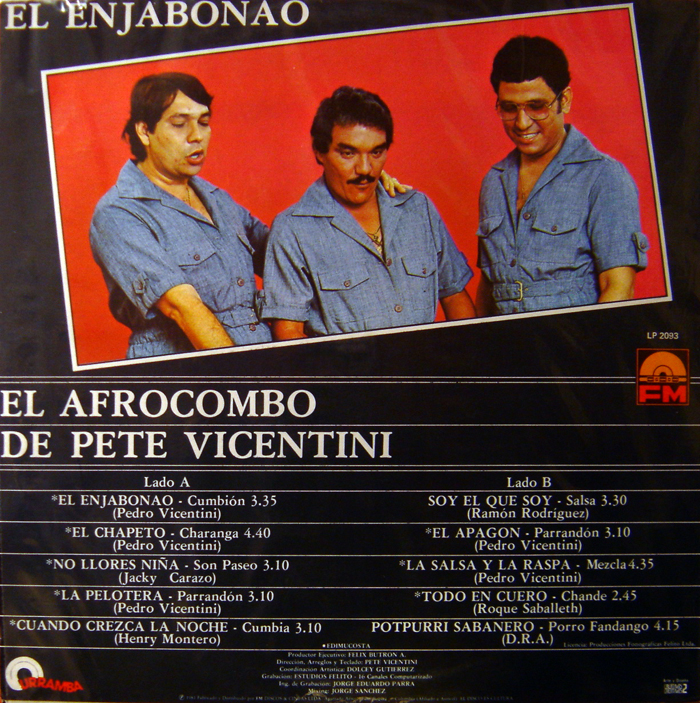 EL ENJABONAO
LP 2093
FM
EL AFROCOMBO
DE PETE VICENTINI
Lado A
*EL ENJABONAO - Cumbión 3.35
(Pedro Vicentini)
*EL CHAPETO - Charanga 4.40
(Pedro Vicentini)
*NO LLORES NIÑA - Son Paseo 3.10
(Jacky Carazo)
*LA PELOTERA - Parrandón 3.10
(Pedro Vicentini)
*CUANDO CREZCA LA NOCHE - Cumbia 3.10
(Henry Montero)
Lado B
SOY EL QUE SOY - Salsa 3.30
(Ramón Rodríguez)
*EL APAGON - Parrandón 3.10
(Pedro Vicentini)
*LA SALSA Y LA RASPA - Mezcla 4.35
(Pedro Vicentini)
*TODO EN CUERO - Chande 2.45
(Roque Saballeth)
POTPURRI SABANERO - Porro Fandango 4.15
(D.R.A.)
*EDIMUCOSTA
Licencia: Producciones Fonográficas Felito Ltda.
Productor Ejecutivo: FELIX BUTRON A.
Dirección, Arreglos y Teclado: PETE VICENTINI
Coordinación Artística: DOLCEY GUTIERREZ
Grabación: ESTUDIOS FELITO - 16 Canales Computarizado
Ing. de Grabación: JORGE EDUARDO PARRA
Mezcla: JORGE SANCHEZ
CURRAMBA